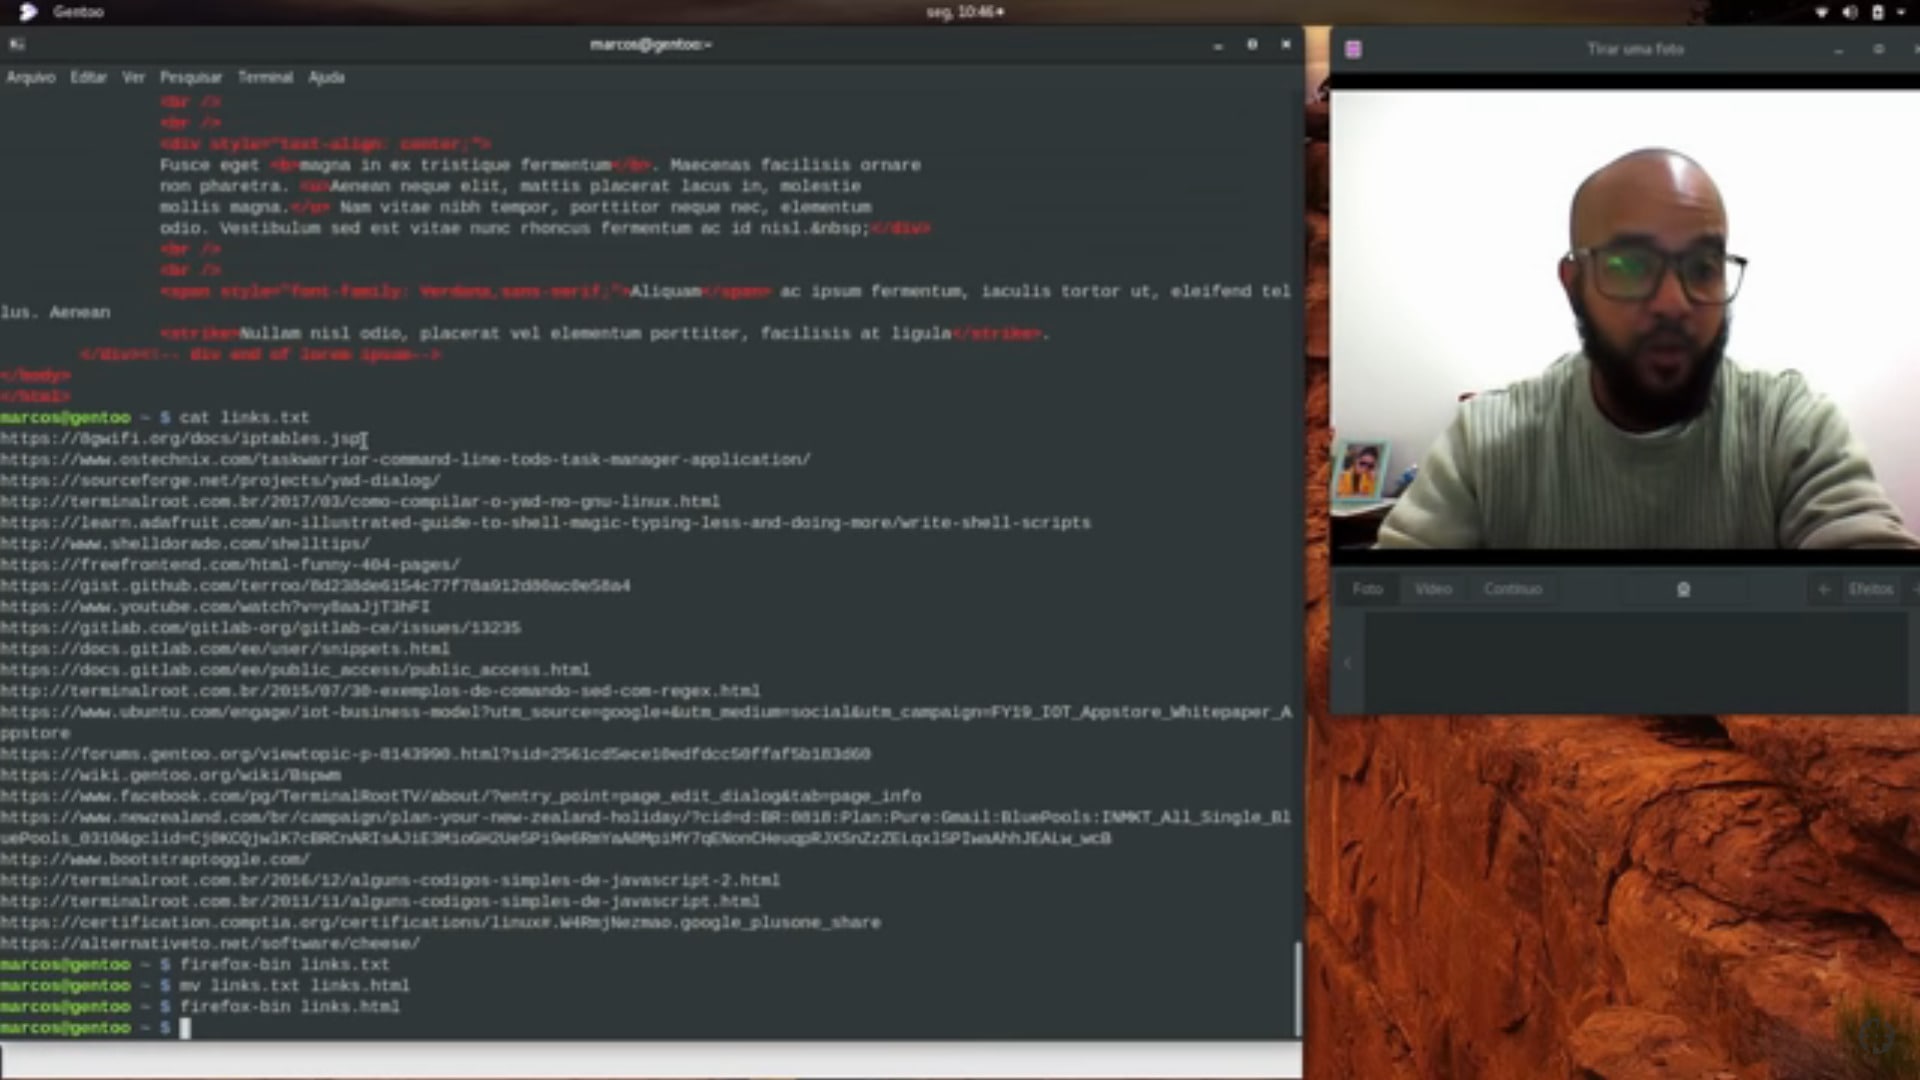 Gentoo
seg, 10:46
marcos@gentoo:~
Arquivo Editar Ver Pesquisar Terminal Ajuda
<br />
<br />
<div style="text-align: center;">
Fusce eget <b>magna in ex tristique fermentum</b>. Maecenas facilisis ornare
non pharetra. <u>Aenean neque elit, mattis placerat lacus in, molestie
mollis magna.</u> Nam vitae nibh tempor, porttitor neque nec, elementum
odio. Vestibulum sed est vitae nunc rhoncus fermentum ac id nisl.&nbsp;</div>
<br />
<br />
<span style="font-family: Verdana,sans-serif;">Aliquam</span> ac ipsum fermentum, iaculis tortor ut, eleifend tel
lus. Aenean
<strike>Nullam nisl odio, placerat vel elementum porttitor, facilisis at ligula</strike>.
</div><!-- div end of lorem ipsum-->
</body>
</html>
marcos@gentoo ~ $ cat links.txt
https://8gwifi.org/docs/iptables.jsp
https://www.ostechnix.com/taskwarrior-command-line-todo-task-manager-application/
https://sourceforge.net/projects/yad-dialog/
http://terminalroot.com.br/2017/03/como-compilar-o-yad-no-gnu-linux.html
https://learn.adafruit.com/an-illustrated-guide-to-shell-magic-typing-less-and-doing-more/write-shell-scripts
http://www.shelldorado.com/shelltips/
https://freefrontend.com/html-funny-404-pages/
https://gist.github.com/terroo/8d238de6154c77f78a912d80ac0e58a4
https://www.youtube.com/watch?v=y8aaJjT3hFI
https://gitlab.com/gitlab-org/gitlab-ce/issues/13235
https://docs.gitlab.com/ee/user/snippets.html
https://docs.gitlab.com/ee/public_access/public_access.html
http://terminalroot.com.br/2015/07/30-exemplos-do-comando-sed-com-regex.html
https://www.ubuntu.com/engage/iot-business-model?utm_source=google+&utm_medium=social&utm_campaign=FY19_IOT_Appstore_Whitepaper_A
ppstore
https://forums.gentoo.org/viewtopic-p-8143990.html?sid=2561cd5ece10edfdcc50ffaf5b183d60
https://wiki.gentoo.org/wiki/Bspwm
https://www.facebook.com/pg/TerminalRootTV/about/?entry_point=page_edit_dialog&tab=page_info
https://www.newzealand.com/br/campaign/plan-your-new-zealand-holiday/?cid=d:BR:0818:Plan:Pure:Gmail:BluePools:INMKT_All_Single_Bl
http://www.bootstraptoggle.com/
http://terminalroot.com.br/2016/12/alguns-codigos-simples-de-javascript-2.html
http://terminalroot.com.br/2011/11/alguns-codigos-simples-de-javascript.html
https://certification.comptia.org/certifications/linux#.W4RmjNezmao.google_plusone_share
https://alternativeto.net/software/cheese/
marcos@gentoo ~ $ firefox-bin links.txt
marcos@gentoo ~ $ mv links.txt links.html
marcos@gentoo ~ $ firefox-bin links.html
marcos@gentoo ~ $
Tirar uma foto
Foto Vídeo Contínuo Efeitos